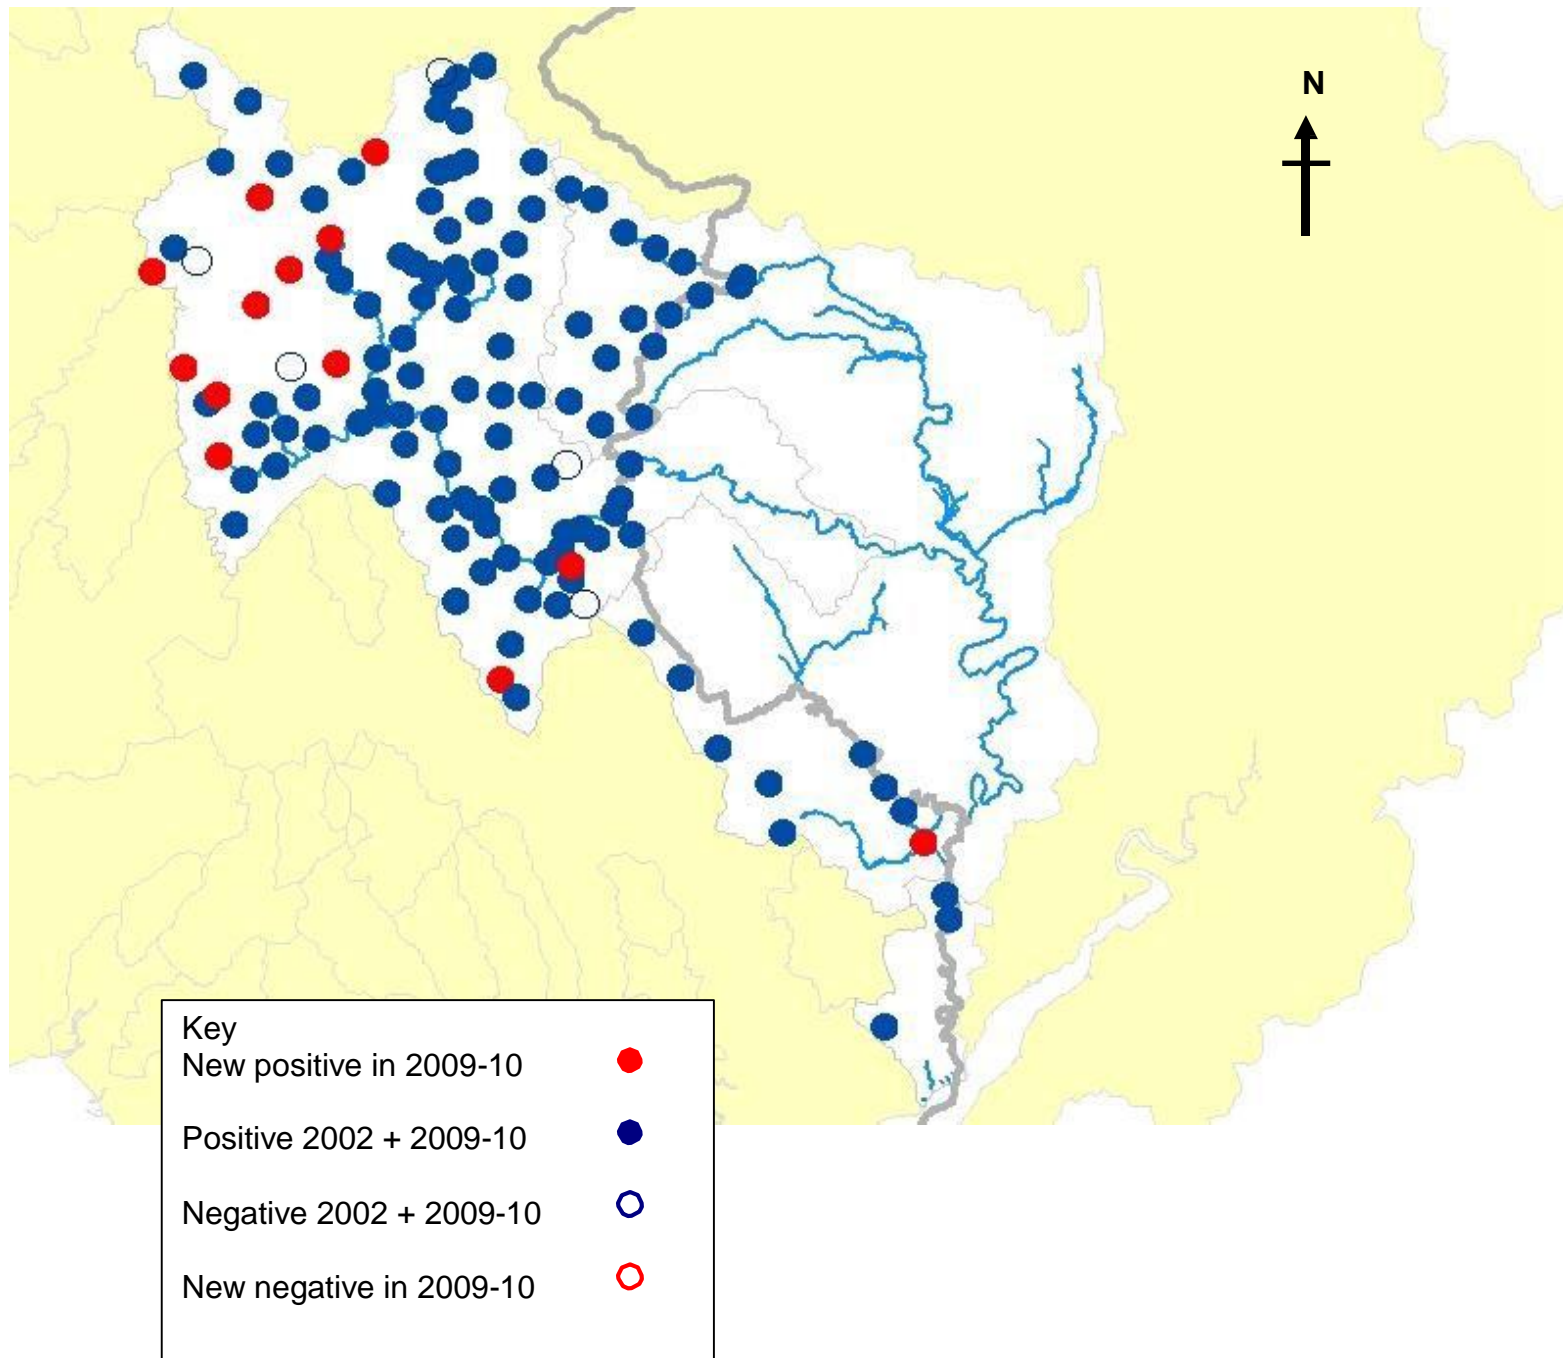 N
Key
New positive in 2009-10
Positive 2002 + 2009-10
Negative 2002 + 2009-10
New negative in 2009-10